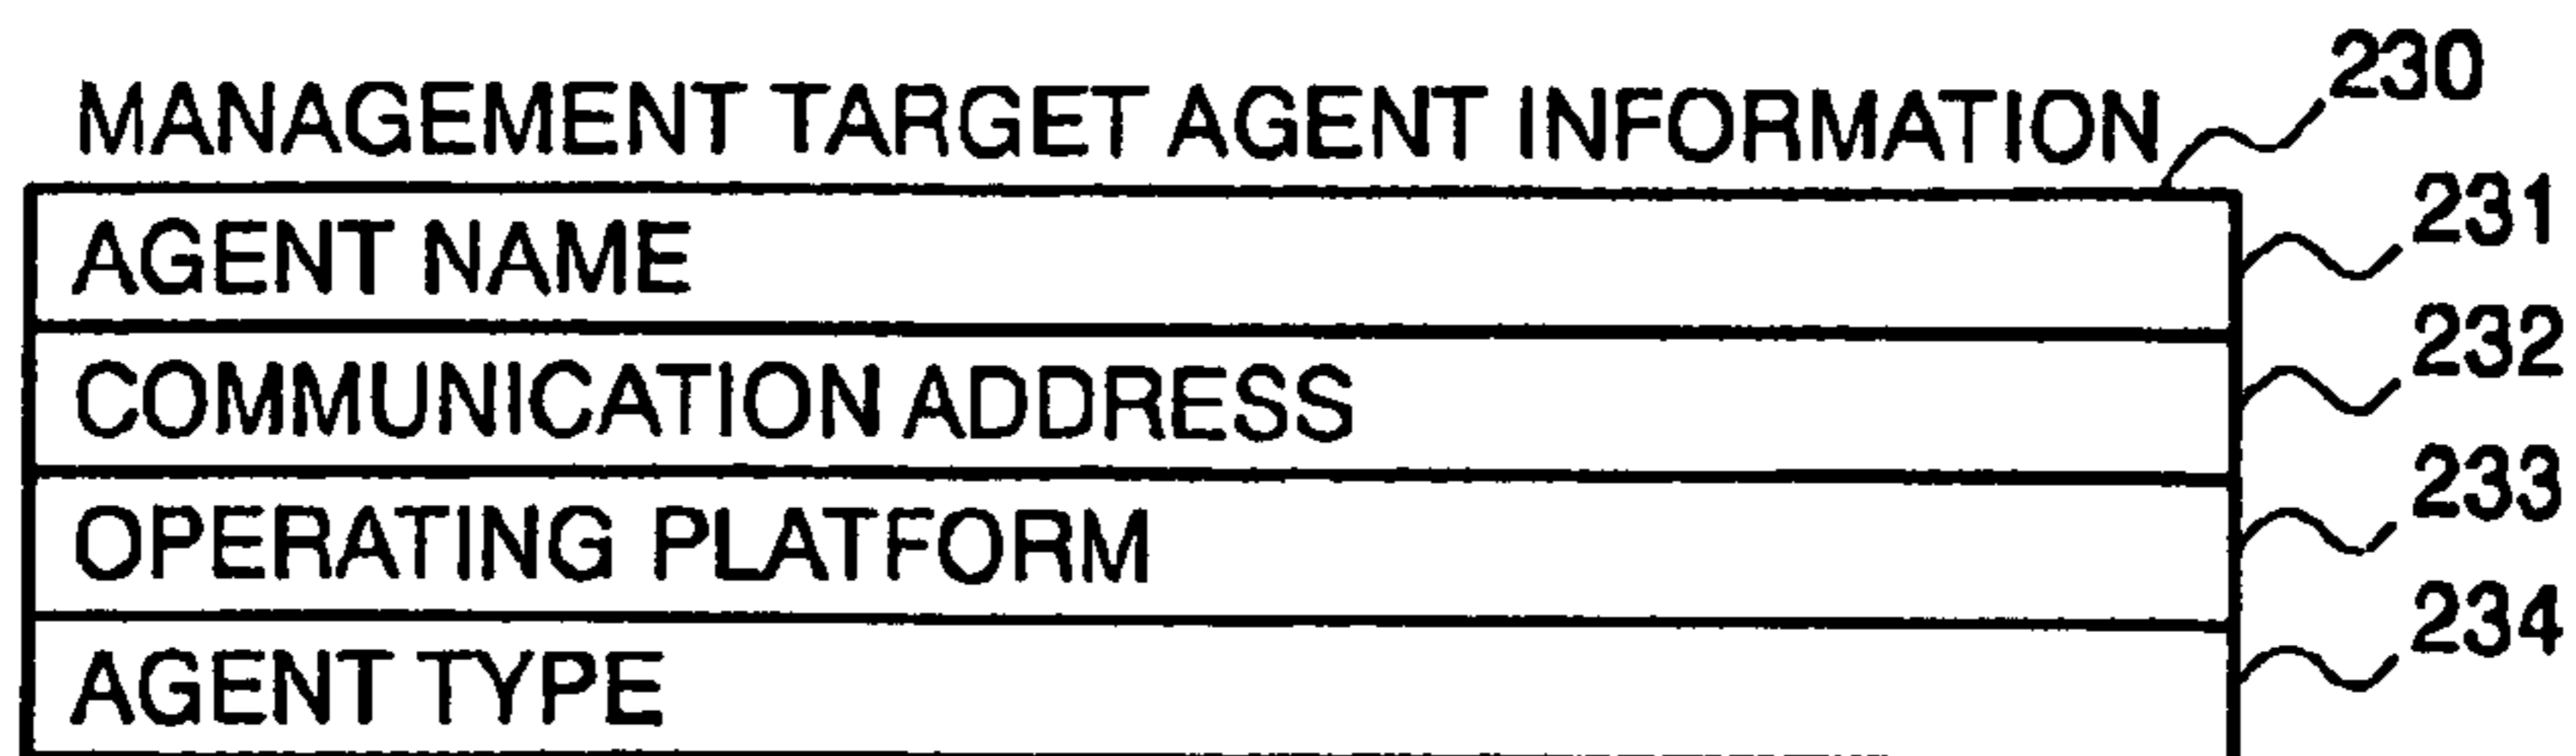 230
MANAGEMENT TARGET AGENT INFORMATION
AGENT NAME 231
COMMUNICATION ADDRESS 232
OPERATING PLATFORM 233
AGENT TYPE 234